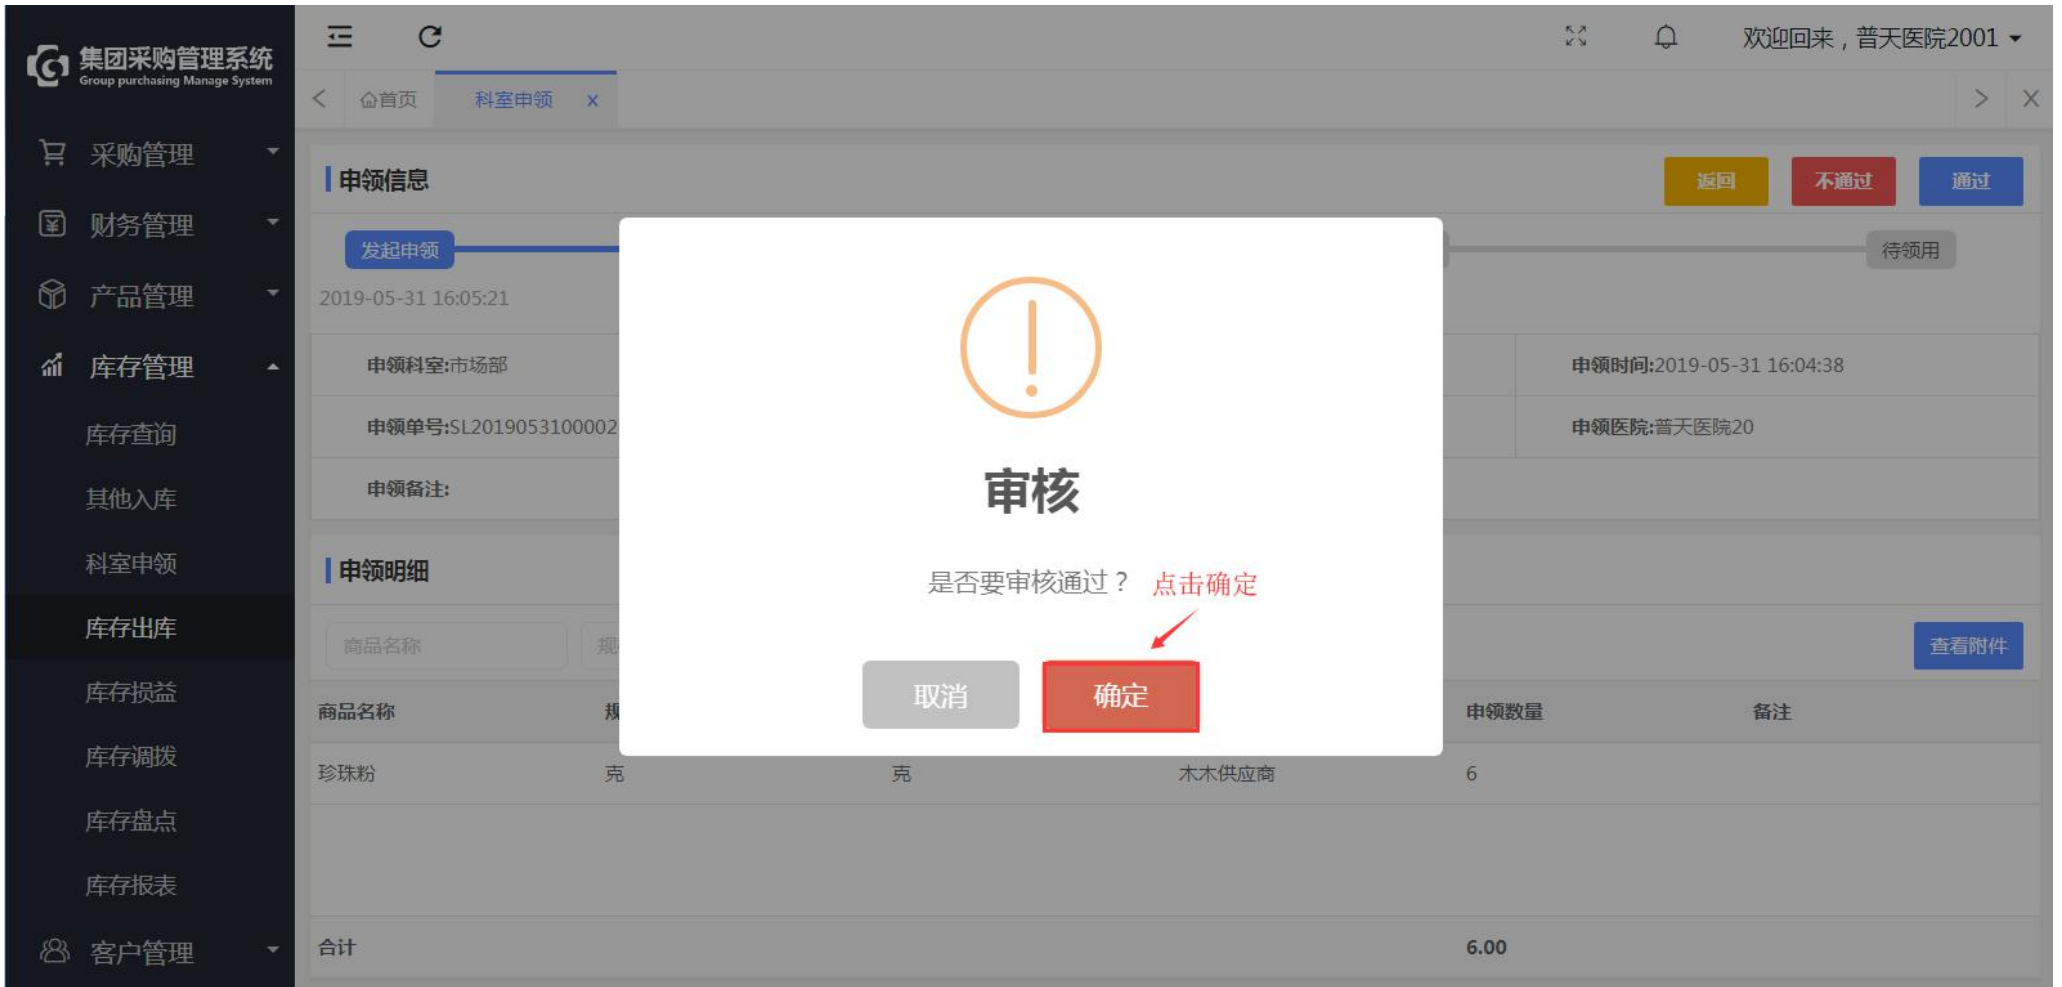 集团采购管理系统
Group purchasing Manage System
欢迎回来，普天医院2001
首页
科室申领 x
采购管理
财务管理
产品管理
库存管理
库存查询
其他入库
科室申领
库存出库
库存损益
库存调拨
库存盘点
库存报表
客户管理
申领信息
返回 不通过 通过
发起申领 待领用
2019-05-31 16:05:21
申领科室:市场部 申领时间:2019-05-31 16:04:38
申领单号:SL2019053100002 申领医院:普天医院20
申领备注:
审核
是否要审核通过？ 点击确定
取消 确定
申领明细
商品名称 规 查看附件
商品名称 规 申领数量 备注
珍珠粉 克 克 木木供应商 6
合计 6.00